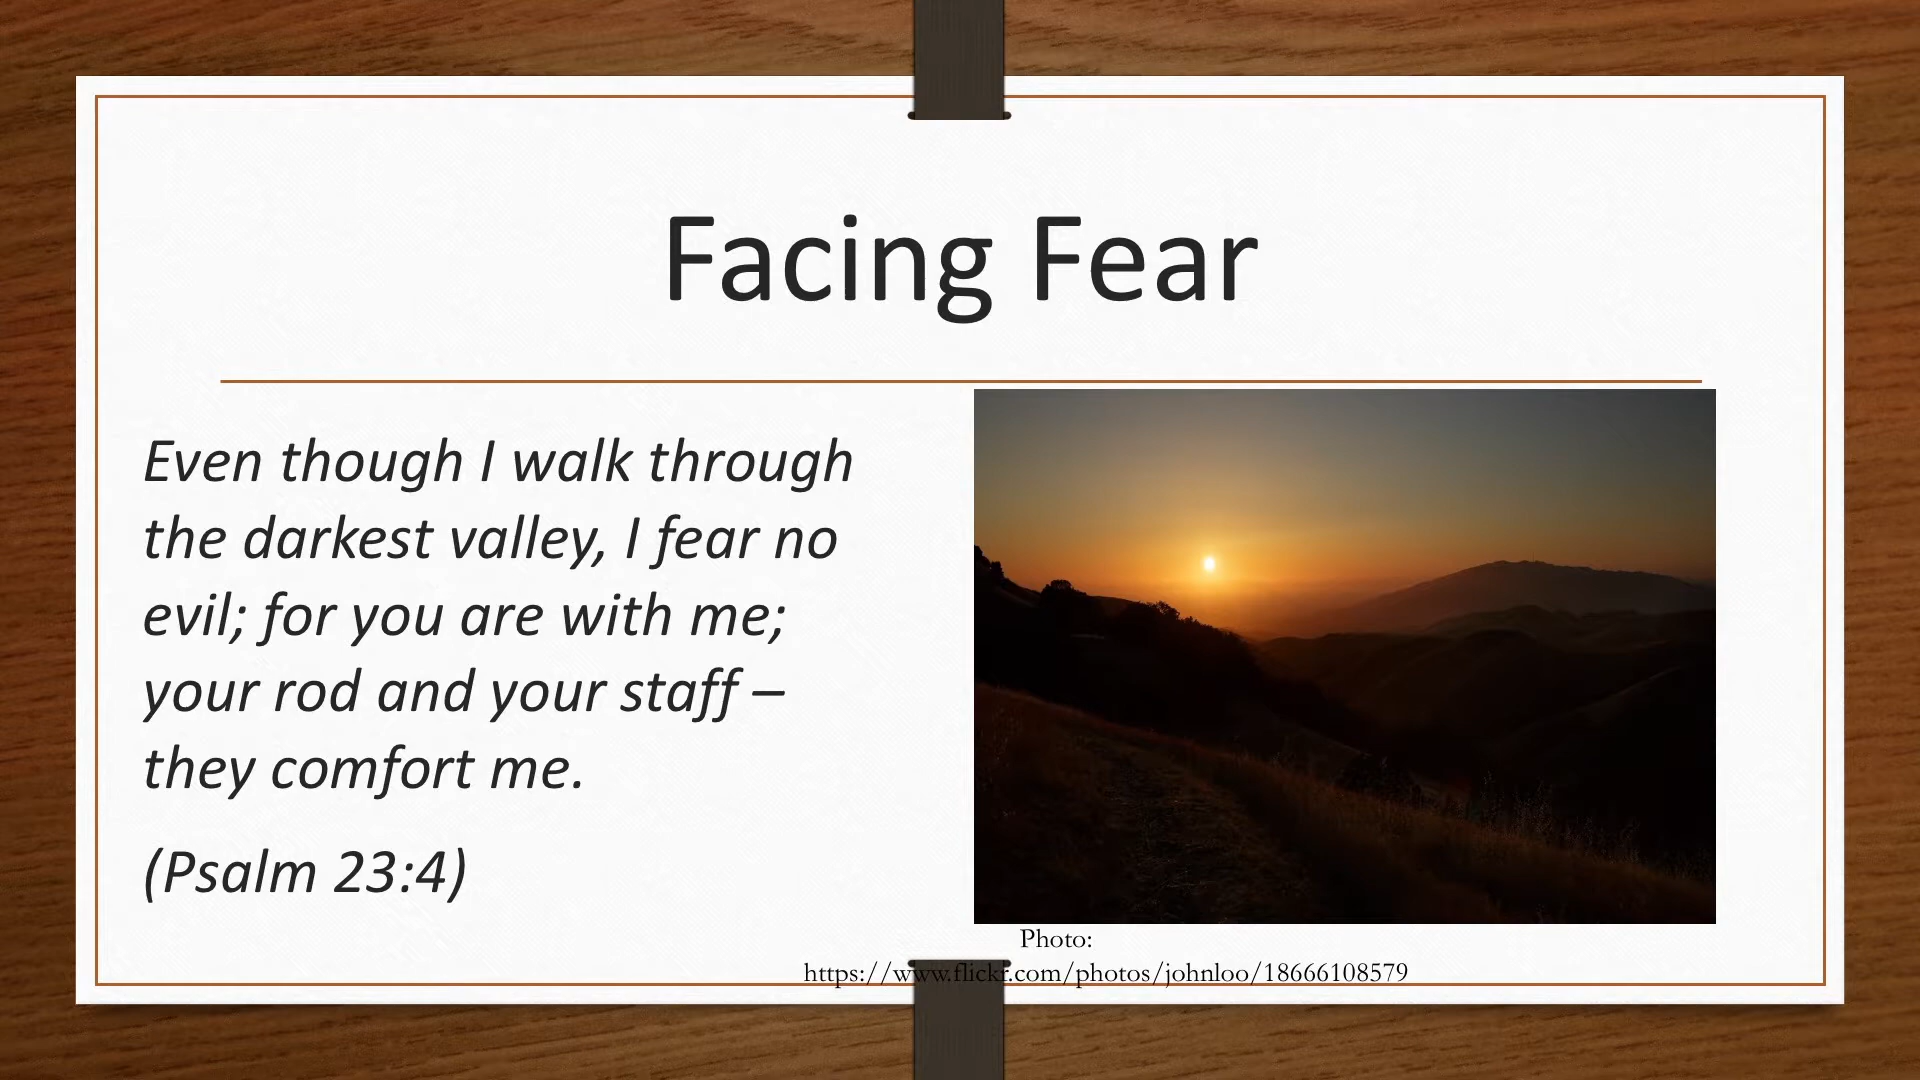 Facing Fear
Even though I walk through
the darkest valley, I fear no
evil; for you are with me;
your rod and your staff –
they comfort me.
(Psalm 23:4)
Photo:
https://www.flickr.com/photos/johnloo/18666108579